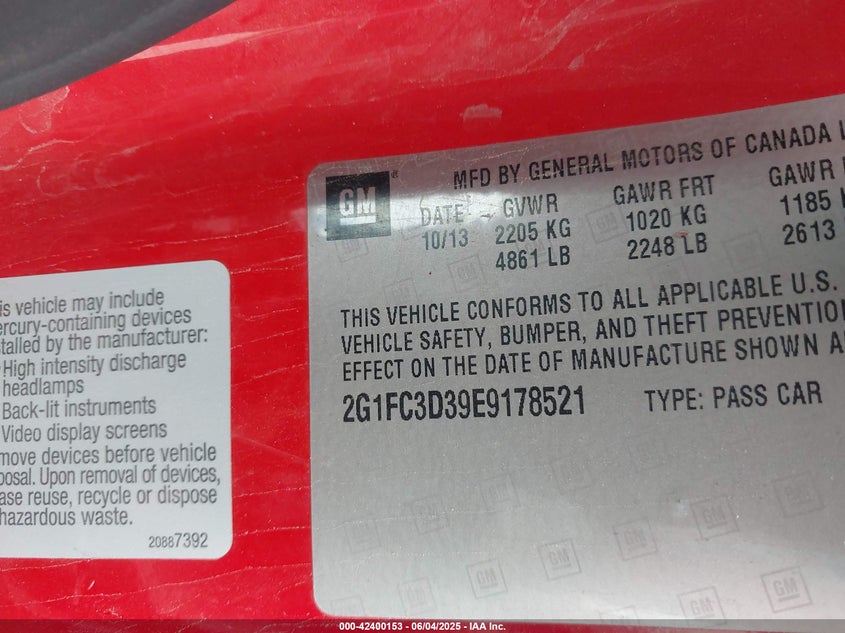 GM
MFD BY GENERAL MOTORS OF CANADA
DATE GVWR GAWR FRT GAWR
10/13 2205 KG 1020 KG 1185
4861 LB 2248 LB 2613
THIS VEHICLE CONFORMS TO ALL APPLICABLE U.S.
VEHICLE SAFETY, BUMPER, AND THEFT PREVENTION
EFFECT ON THE DATE OF MANUFACTURE SHOWN
2G1FC3D39E9178521 TYPE: PASS CAR
is vehicle may include
ercury-containing devices
talled by the manufacturer:
High intensity discharge
headlamps
Back-lit instruments
Video display screens
move devices before vehicle
posal. Upon removal of devices,
ase reuse, recycle or dispose
hazardous waste.
20887392
000-42400153 - 06/04/2025 - IAA Inc.